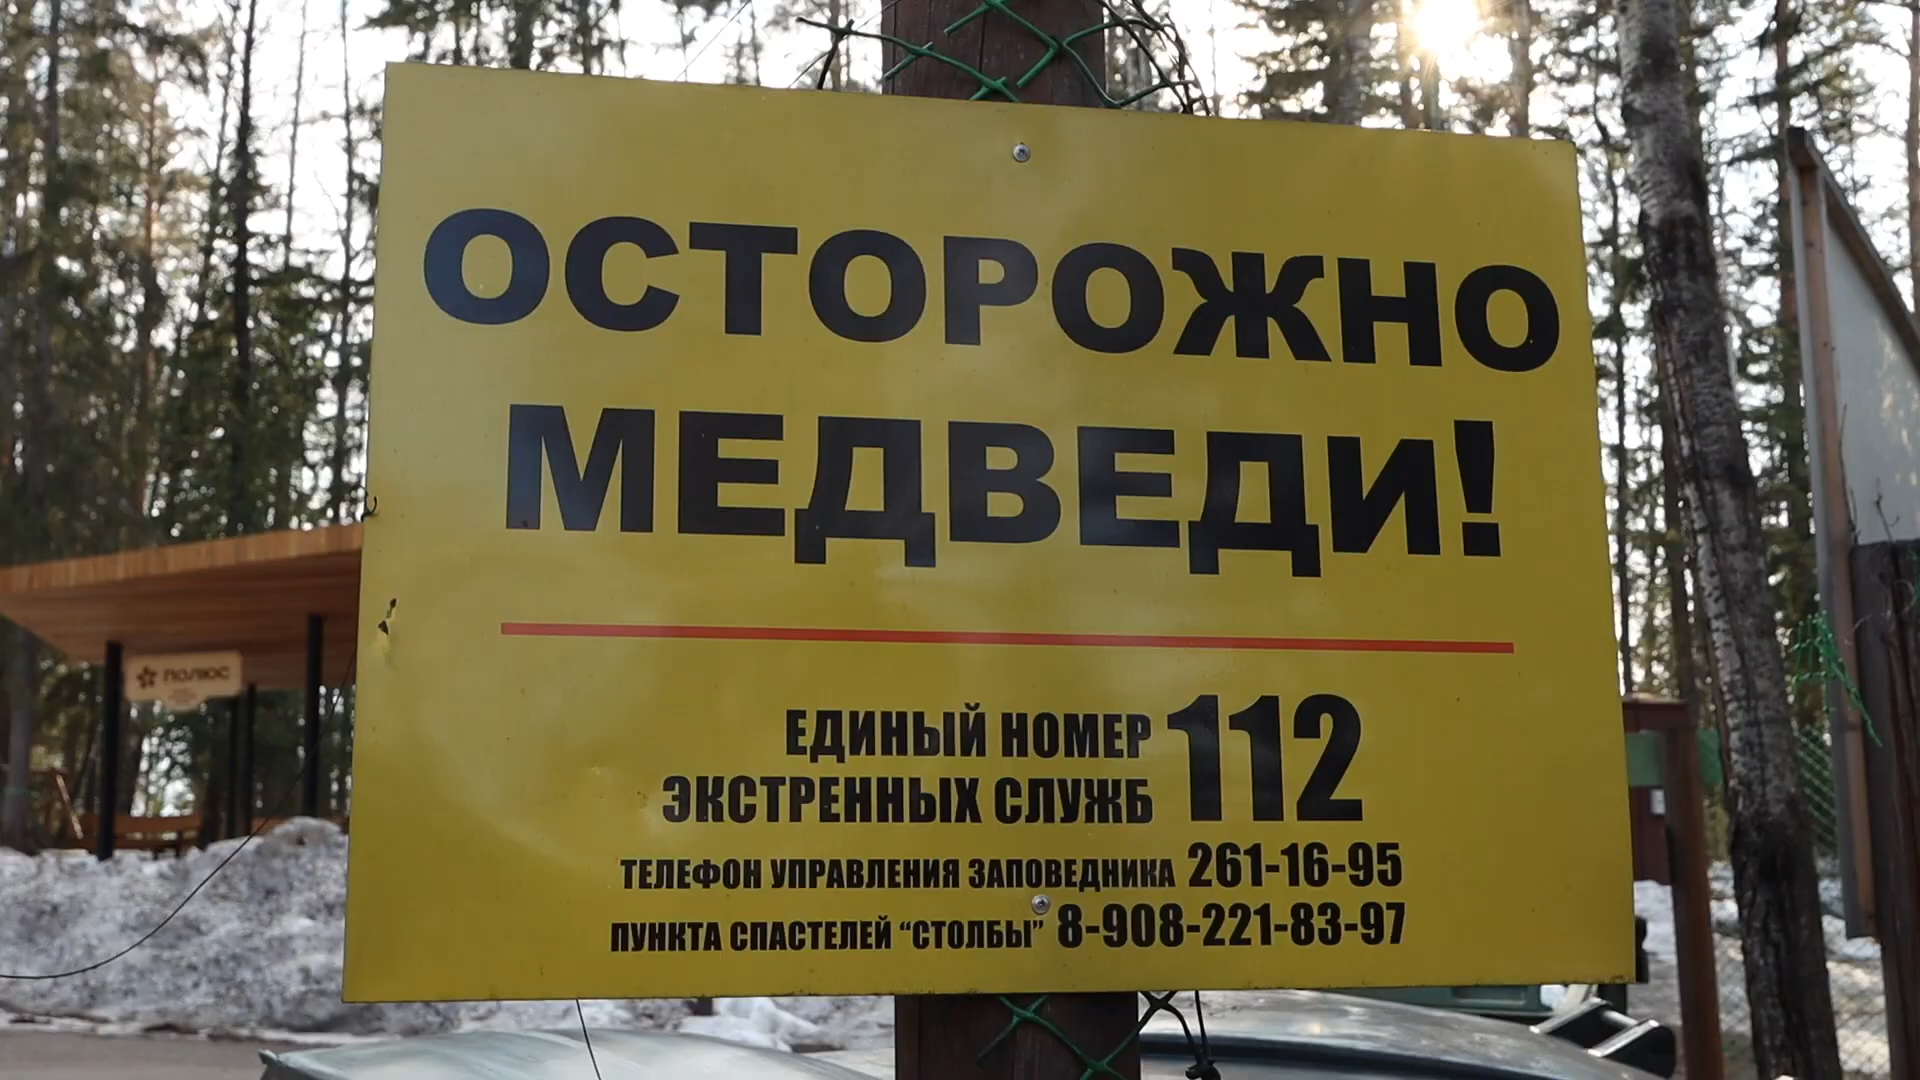 ОСТОРОЖНО
МЕДВЕДИ!
ЕДИНЫЙ НОМЕР
ЭКСТРЕННЫХ СЛУЖБ
112
ТЕЛЕФОН УПРАВЛЕНИЯ ЗАПОВЕДНИКА 261-16-95
ПУНКТА СПАСТЕЛЕЙ “СТОЛБЫ” 8-908-221-83-97
ПОЛЮС